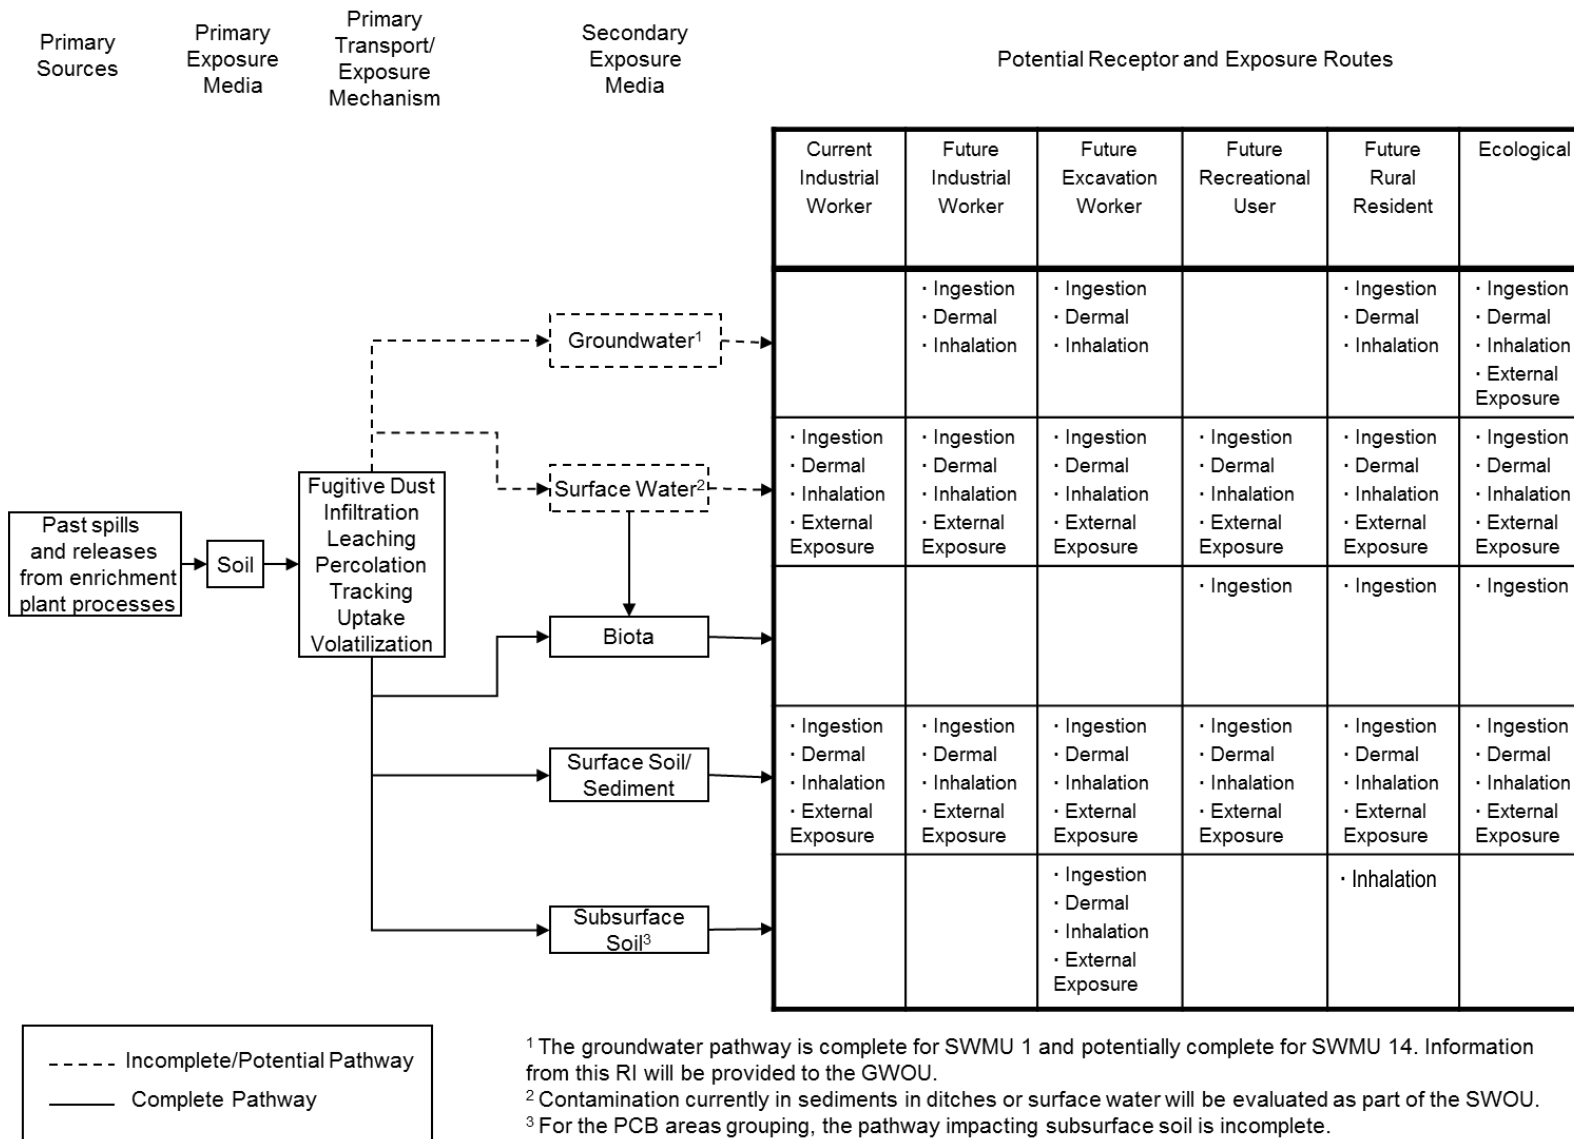 Primary
Sources
Primary
Exposure
Media
Primary
Transport/
Exposure
Mechanism
Secondary
Exposure
Media
Potential Receptor and Exposure Routes
Current
Industrial
Worker
Future
Industrial
Worker
Future
Excavation
Worker
Future
Recreational
User
Future
Rural
Resident
Ecological
Past spills
and releases
from enrichment
plant processes
Soil
Fugitive Dust
Infiltration
Leaching
Percolation
Tracking
Uptake
Volatilization
Groundwater¹
· Ingestion
· Dermal
· Inhalation
· Ingestion
· Dermal
· Inhalation
· Ingestion
· Dermal
· Inhalation
· Ingestion
· Dermal
· Inhalation
· External
Exposure
Surface Water²
· Ingestion
· Dermal
· Inhalation
· External
Exposure
· Ingestion
· Dermal
· Inhalation
· External
Exposure
· Ingestion
· Dermal
· Inhalation
· External
Exposure
· Ingestion
· Dermal
· Inhalation
· External
Exposure
· Ingestion
· Dermal
· Inhalation
· External
Exposure
· Ingestion
· Dermal
· Inhalation
· External
Exposure
Biota
· Ingestion
· Ingestion
· Ingestion
Surface Soil/
Sediment
· Ingestion
· Dermal
· Inhalation
· External
Exposure
· Ingestion
· Dermal
· Inhalation
· External
Exposure
· Ingestion
· Dermal
· Inhalation
· External
Exposure
· Ingestion
· Dermal
· Inhalation
· External
Exposure
· Ingestion
· Dermal
· Inhalation
· External
Exposure
· Ingestion
· Dermal
· Inhalation
· External
Exposure
Subsurface
Soil³
· Ingestion
· Dermal
· Inhalation
· External
Exposure
· Inhalation
Incomplete/Potential Pathway
Complete Pathway
¹ The groundwater pathway is complete for SWMU 1 and potentially complete for SWMU 14. Information
from this RI will be provided to the GWOU.
² Contamination currently in sediments in ditches or surface water will be evaluated as part of the SWOU.
³ For the PCB areas grouping, the pathway impacting subsurface soil is incomplete.